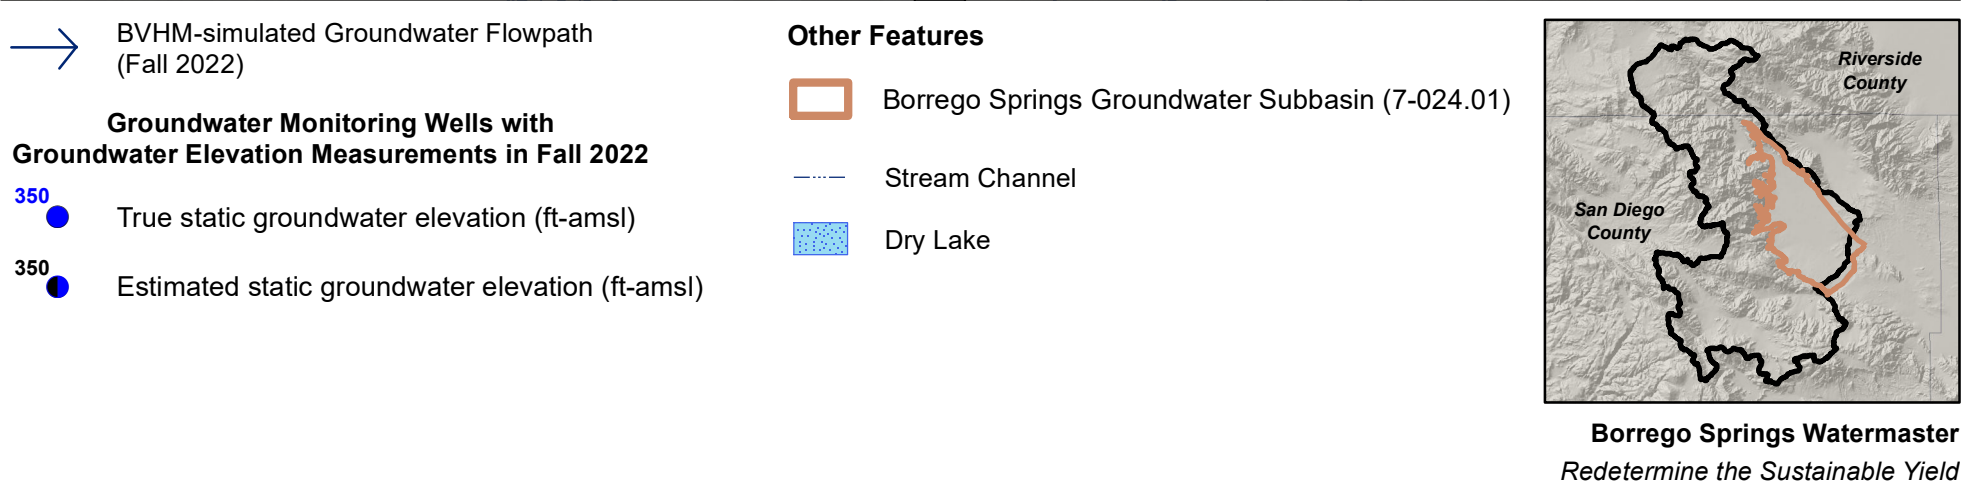 BVHM-simulated Groundwater Flowpath
(Fall 2022)
Groundwater Monitoring Wells with
Groundwater Elevation Measurements in Fall 2022
350
True static groundwater elevation (ft-amsl)
350
Estimated static groundwater elevation (ft-amsl)
Other Features
Borrego Springs Groundwater Subbasin (7-024.01)
Stream Channel
Dry Lake
Riverside
County
San Diego
County
Borrego Springs Watermaster
Redetermine the Sustainable Yield